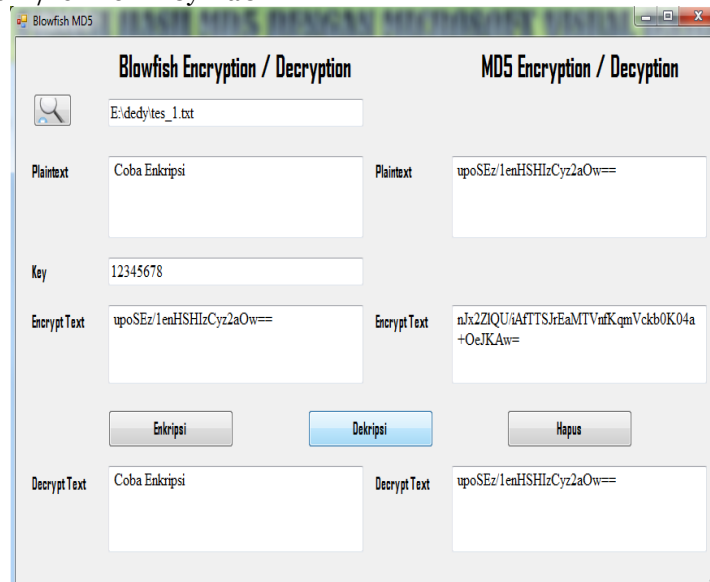 Blowfish MD5
Blowfish Encryption / Decryption
MD5 Encryption / Decyption
E:\dedy\tes_1.txt
Plaintext
Coba Enkripsi
Plaintext
upoSEz/1enHSHIzCyz2aOw==
Key
12345678
Encrypt Text
upoSEz/1enHSHIzCyz2aOw==
Encrypt Text
nJx2ZlQU/iAfTTSJrEaMTVnfKqmVckb0K04a
+OeJKAw=
Enkripsi
Dekripsi
Hapus
Decrypt Text
Coba Enkripsi
Decrypt Text
upoSEz/1enHSHIzCyz2aOw==